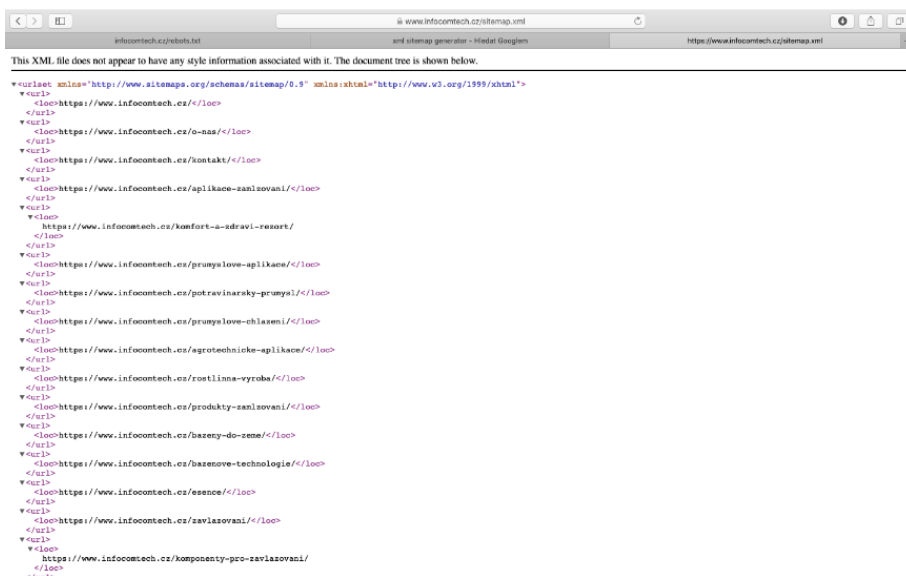 www.infocomtech.cz/sitemap.xml
infocomtech.cz/robots.txt
xml sitemap generator – Hledat Googlem
https://www.infocomtech.cz/sitemap.xml
This XML file does not appear to have any style information associated with it. The document tree is shown below.
▼<urlset xmlns="http://www.sitemaps.org/schemas/sitemap/0.9" xmlns:xhtml="http://www.w3.org/1999/xhtml">
▼<url>
<loc>https://www.infocomtech.cz/</loc>
</url>
▼<url>
<loc>https://www.infocomtech.cz/o-nas/</loc>
</url>
▼<url>
<loc>https://www.infocomtech.cz/kontakt/</loc>
</url>
▼<url>
<loc>https://www.infocomtech.cz/aplikace-zamlzovani/</loc>
</url>
▼<url>
▼<loc>
https://www.infocomtech.cz/komfort-a-zdravi-rezort/
</loc>
</url>
▼<url>
<loc>https://www.infocomtech.cz/prumyslove-aplikace/</loc>
</url>
▼<url>
<loc>https://www.infocomtech.cz/potravinarsky-prumysl/</loc>
</url>
▼<url>
<loc>https://www.infocomtech.cz/prumyslove-chlazeni/</loc>
</url>
▼<url>
<loc>https://www.infocomtech.cz/agrotechnicke-aplikace/</loc>
</url>
▼<url>
<loc>https://www.infocomtech.cz/rostlinna-vyroba/</loc>
</url>
▼<url>
<loc>https://www.infocomtech.cz/produkty-zamlzovani/</loc>
</url>
▼<url>
<loc>https://www.infocomtech.cz/bazeny-do-zeme/</loc>
</url>
▼<url>
<loc>https://www.infocomtech.cz/bazenove-technologie/</loc>
</url>
▼<url>
<loc>https://www.infocomtech.cz/esence/</loc>
</url>
▼<url>
<loc>https://www.infocomtech.cz/zavlazovani/</loc>
</url>
▼<url>
▼<loc>
https://www.infocomtech.cz/komponenty-pro-zavlazovani/
</loc>